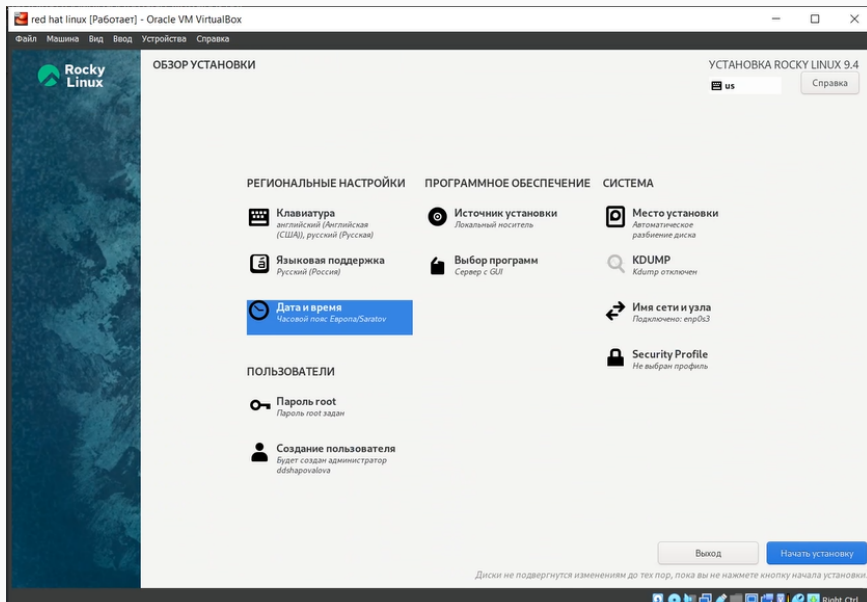 red hat linux [Работает] - Oracle VM VirtualBox
Файл Машина Вид Ввод Устройства Справка
Rocky
Linux
ОБЗОР УСТАНОВКИ
УСТАНОВКА ROCKY LINUX 9.4
us
Справка
РЕГИОНАЛЬНЫЕ НАСТРОЙКИ
Клавиатура
английский (Английская
(США)), русский (Русская)
Языковая поддержка
Русский (Россия)
Дата и время
Часовой пояс Европа/Saratov
ПОЛЬЗОВАТЕЛИ
Пароль root
Пароль root задан
Создание пользователя
Будет создан администратор
ddshapovalova
ПРОГРАММНОЕ ОБЕСПЕЧЕНИЕ
Источник установки
Локальный носитель
Выбор программ
Сервер с GUI
СИСТЕМА
Место установки
Автоматическое
разбиение диска
KDUMP
Kdump отключен
Имя сети и узла
Подключено: enp0s3
Security Profile
Не выбран профиль
Выход
Начать установку
Диски не подвергнутся изменениям до тех пор, пока вы не нажмете кнопку начала установки.
Right Ctrl